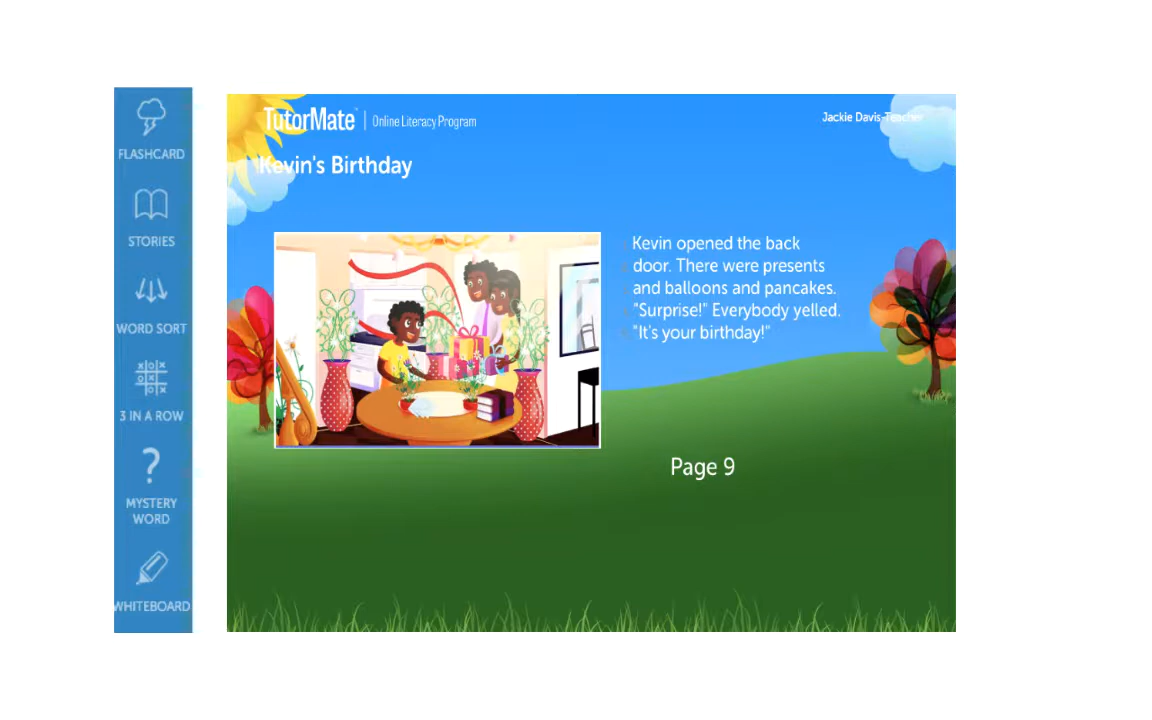 FLASHCARD
STORIES
WORD SORT
3 IN A ROW
MYSTERY
WORD
WHITEBOARD
TutorMate™ | Online Literacy Program
Jackie Davis-Teacher
Kevin's Birthday
Kevin opened the back
door. There were presents
and balloons and pancakes.
"Surprise!" Everybody yelled.
"It's your birthday!"
Page 9